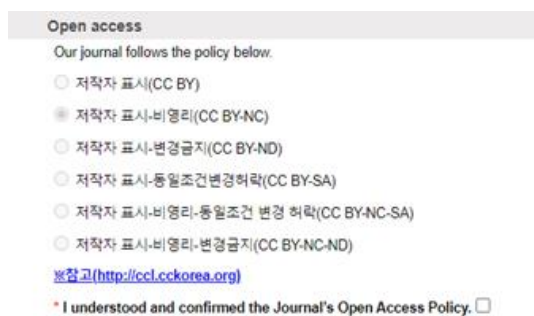 Open access
Our journal follows the policy below.
저작자 표시(CC BY)
저작자 표시-비영리(CC BY-NC)
저작자 표시-변경금지(CC BY-ND)
저작자 표시-동일조건변경허락(CC BY-SA)
저작자 표시-비영리-동일조건 변경 허락(CC BY-NC-SA)
저작자 표시-비영리-변경금지(CC BY-NC-ND)
※참고(http://ccl.cckorea.org)
* I understood and confirmed the Journal's Open Access Policy.